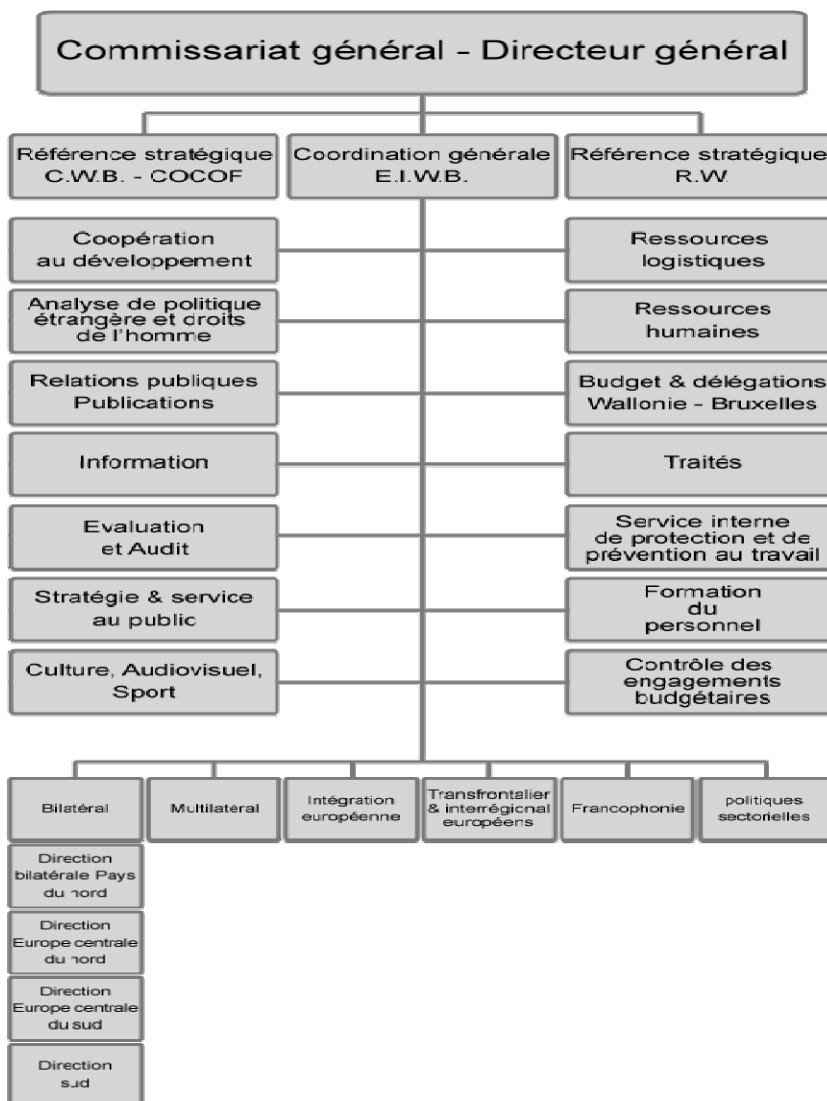 Commissariat général - Directeur général
Référence stratégique
C.W.B. - COCOF
Coordination générale
E.I.W.B.
Référence stratégique
R.W.
Coopération
au développement
Ressources
logistiques
Analyse de politique
étrangère et droits
de l'homme
Ressources
humaines
Relations publiques
Publications
Budget & délégations
Wallonie - Bruxelles
Information
Traités
Evaluation
et Audit
Service interne
de protection et de
prévention au travail
Stratégie & service
au public
Formation
du
personnel
Culture, Audiovisuel,
Sport
Contrôle des
engagements
budgétaires
Bilatéral
Multilatéral
Intégration
européenne
Transfrontalier
& interrégional
européens
Francophonie
politiques
sectorielles
Direction
bilatérale Pays
du nord
Direction
Europe centrale
du nord
Direction
Europe centrale
du sud
Direction
sud